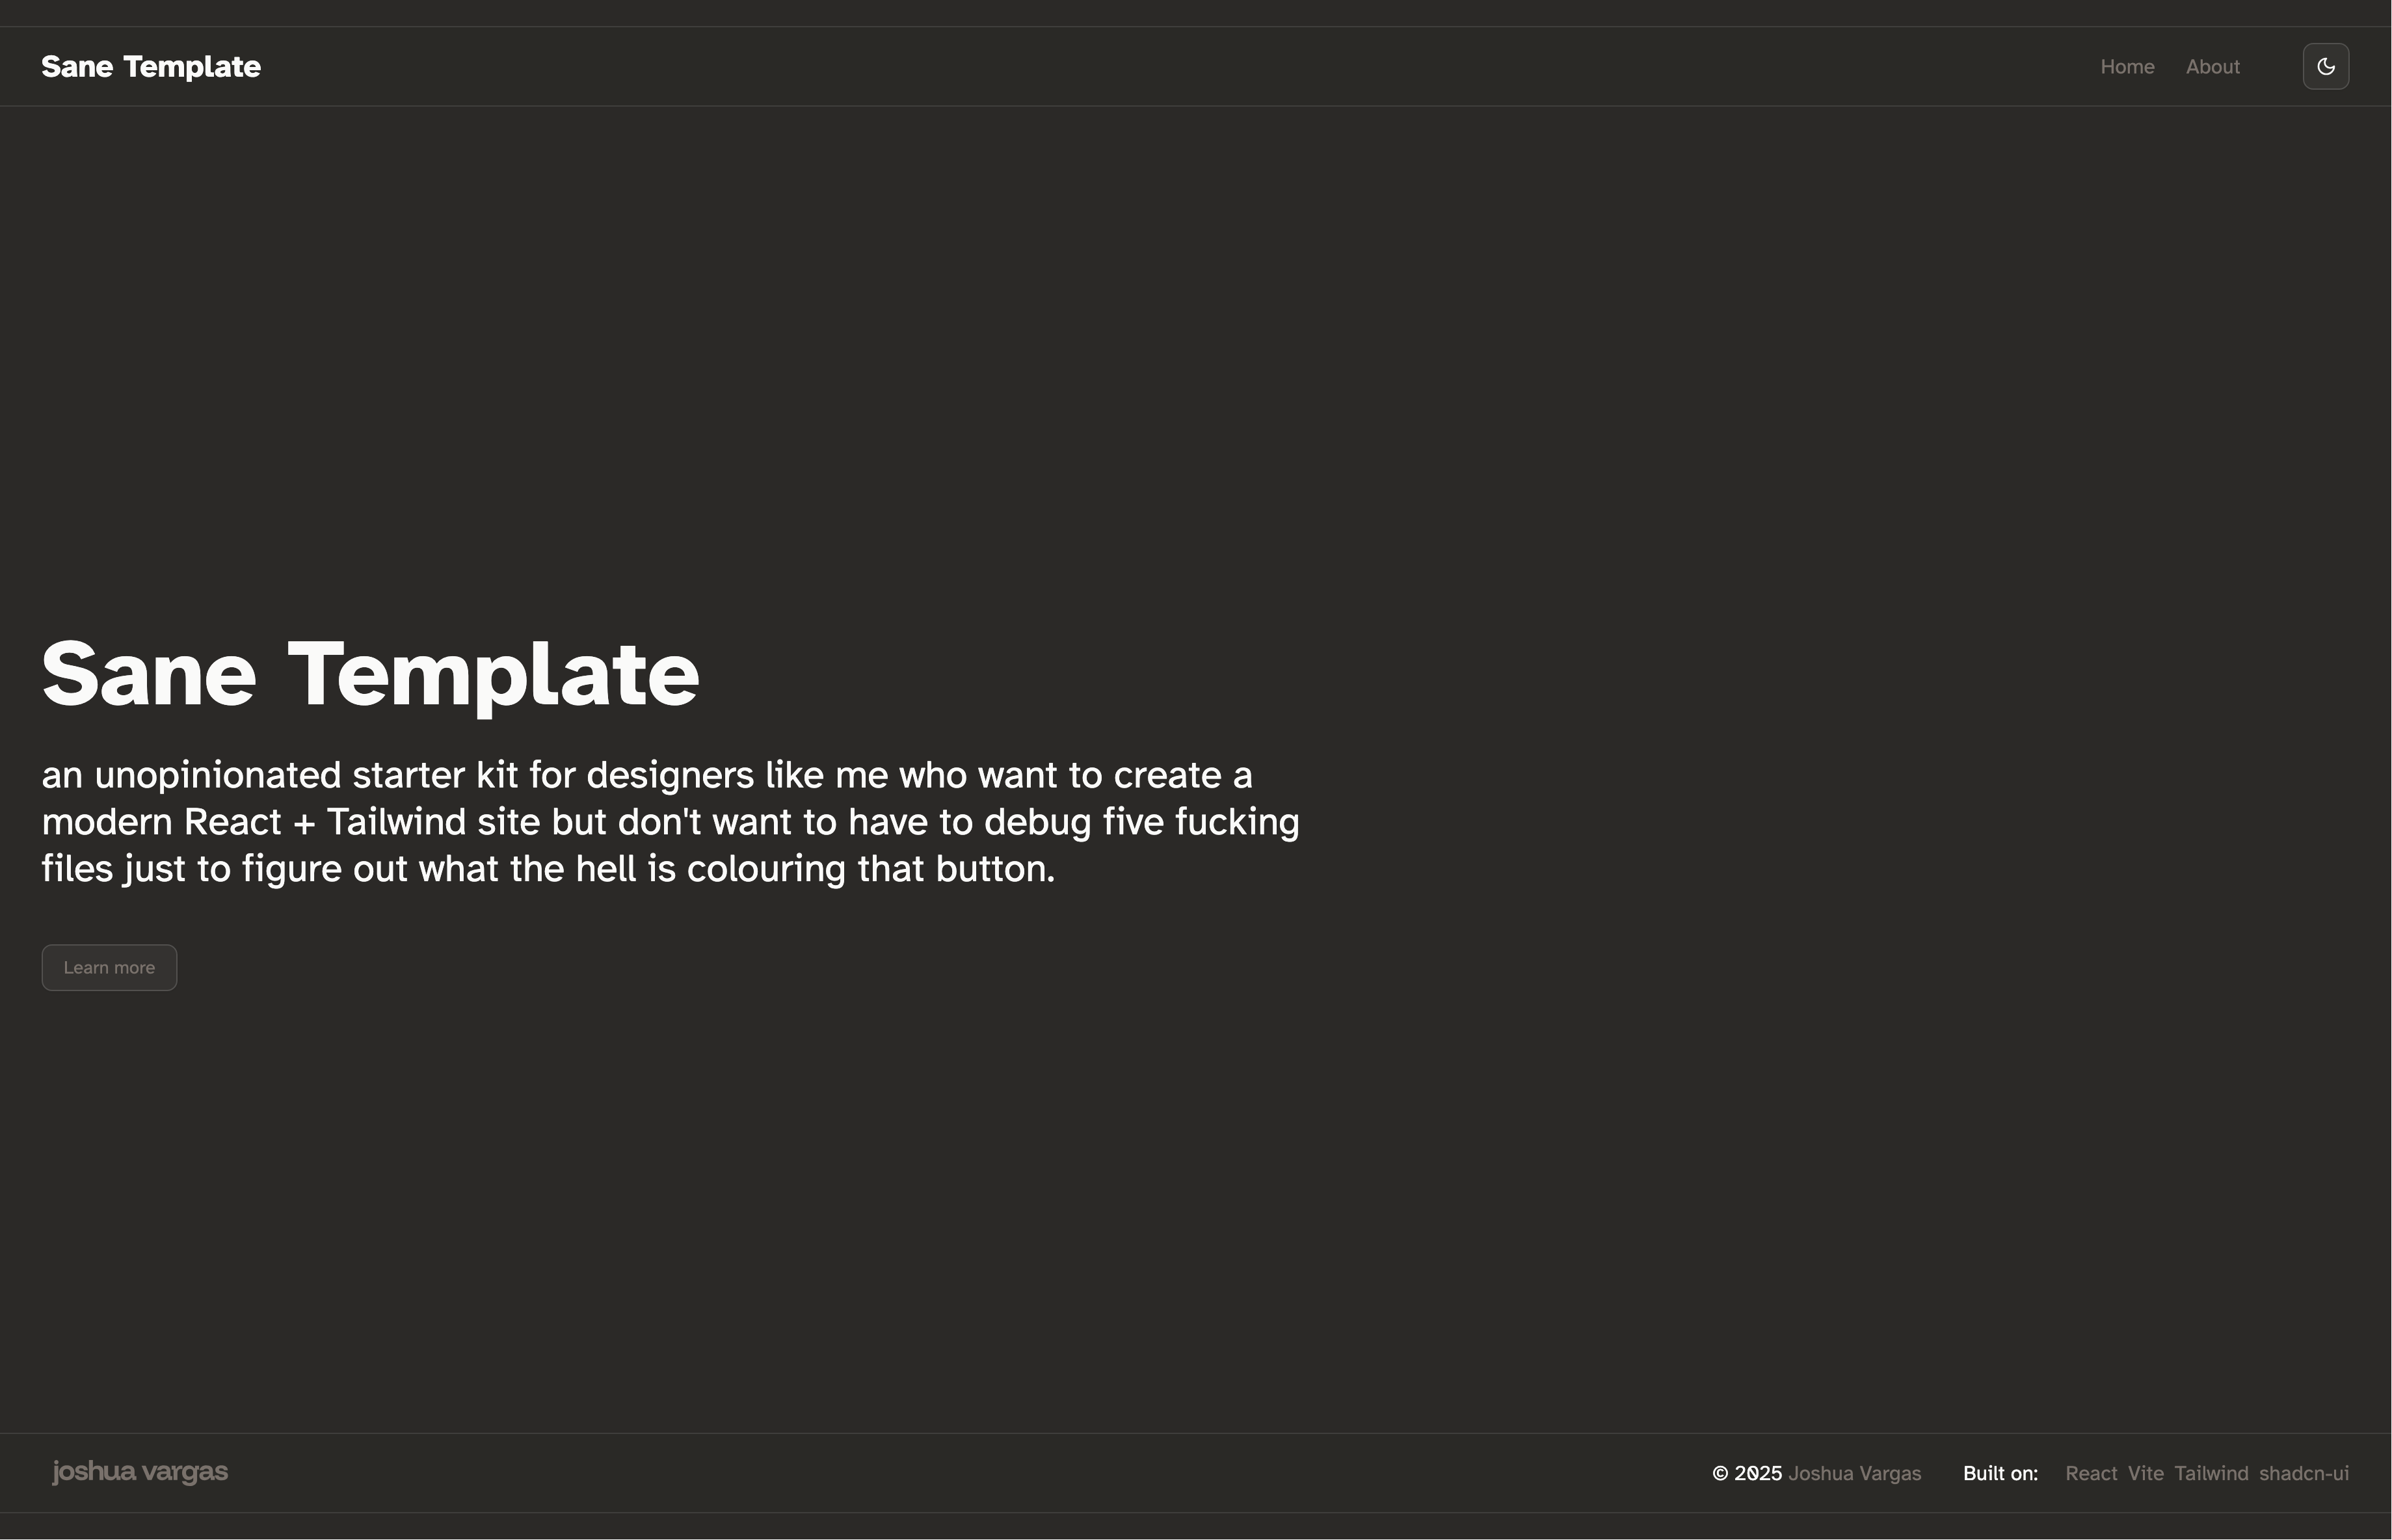 Sane Template
Home About
Sane Template
an unopinionated starter kit for designers like me who want to create a
modern React + Tailwind site but don't want to have to debug five fucking
files just to figure out what the hell is colouring that button.
Learn more
joshua vargas
© 2025 Joshua Vargas Built on: React Vite Tailwind shadcn-ui